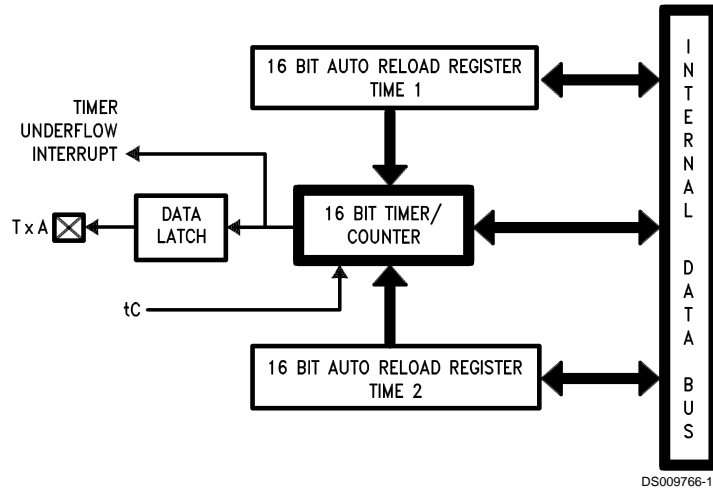 16 BIT AUTO RELOAD REGISTER
TIME 1
TIMER
UNDERFLOW
INTERRUPT
T x A
DATA
LATCH
16 BIT TIMER/
COUNTER
tC
16 BIT AUTO RELOAD REGISTER
TIME 2
INTERNAL DATA BUS
DS009766-1